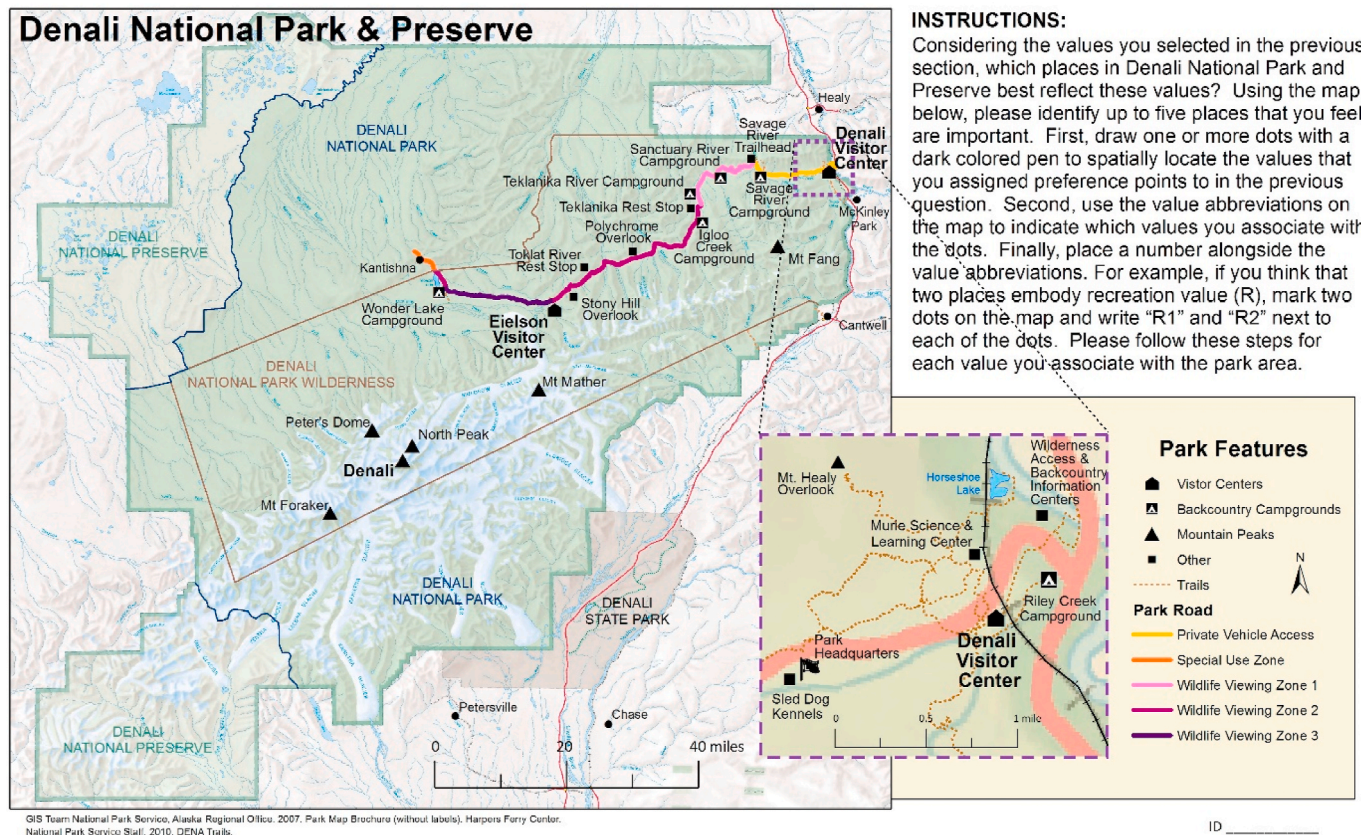 Denali National Park & Preserve
INSTRUCTIONS:
Considering the values you selected in the previous
section, which places in Denali National Park and
Preserve best reflect these values? Using the map
below, please identify up to five places that you feel
are important. First, draw one or more dots with a
dark colored pen to spatially locate the values that
you assigned preference points to in the previous
question. Second, use the value abbreviations on
the map to indicate which values you associate with
the dots. Finally, place a number alongside the
value abbreviations. For example, if you think that
two places embody recreation value (R), mark two
dots on the map and write “R1” and “R2” next to
each of the dots. Please follow these steps for
each value you associate with the park area.
Healy
Savage
River
Trailhead
Denali
Visitor
Center
DENALI
NATIONAL PARK
Sanctuary River
Campground
Teklanika River Campground
Savage
River
Campground
McKinley
Park
Teklanika Rest Stop
Polychrome
Overlook
Igloo
Creek
Campground
DENALI
NATIONAL PRESERVE
Toklat River
Rest Stop
Mt Fang
Kantishna
Wonder Lake
Campground
Stony Hill
Overlook
Eielson
Visitor
Center
Cantwell
DENALI
NATIONAL PARK WILDERNESS
Mt Mather
Peter's Dome
North Peak
Denali
Mt Foraker
DENALI
NATIONAL PARK
DENALI
STATE PARK
DENALI
NATIONAL PRESERVE
Petersville
Chase
0 20 40 miles
Mt. Healy
Overlook
Horseshoe
Lake
Wilderness
Access &
Backcountry
Information
Centers
Murie Science &
Learning Center
Riley Creek
Campground
Park
Headquarters
Denali
Visitor
Center
Sled Dog
Kennels
0 0.5 1 mile
Park Features
Vistor Centers
Backcountry Campgrounds
Mountain Peaks
Other
N
Trails
Park Road
Private Vehicle Access
Special Use Zone
Wildlife Viewing Zone 1
Wildlife Viewing Zone 2
Wildlife Viewing Zone 3
GIS Team National Park Service, Alaska Regional Office. 2007. Park Map Brochure (without labels). Harpers Ferry Center.
National Park Service Staff. 2010. DENA Trails.
ID ____________